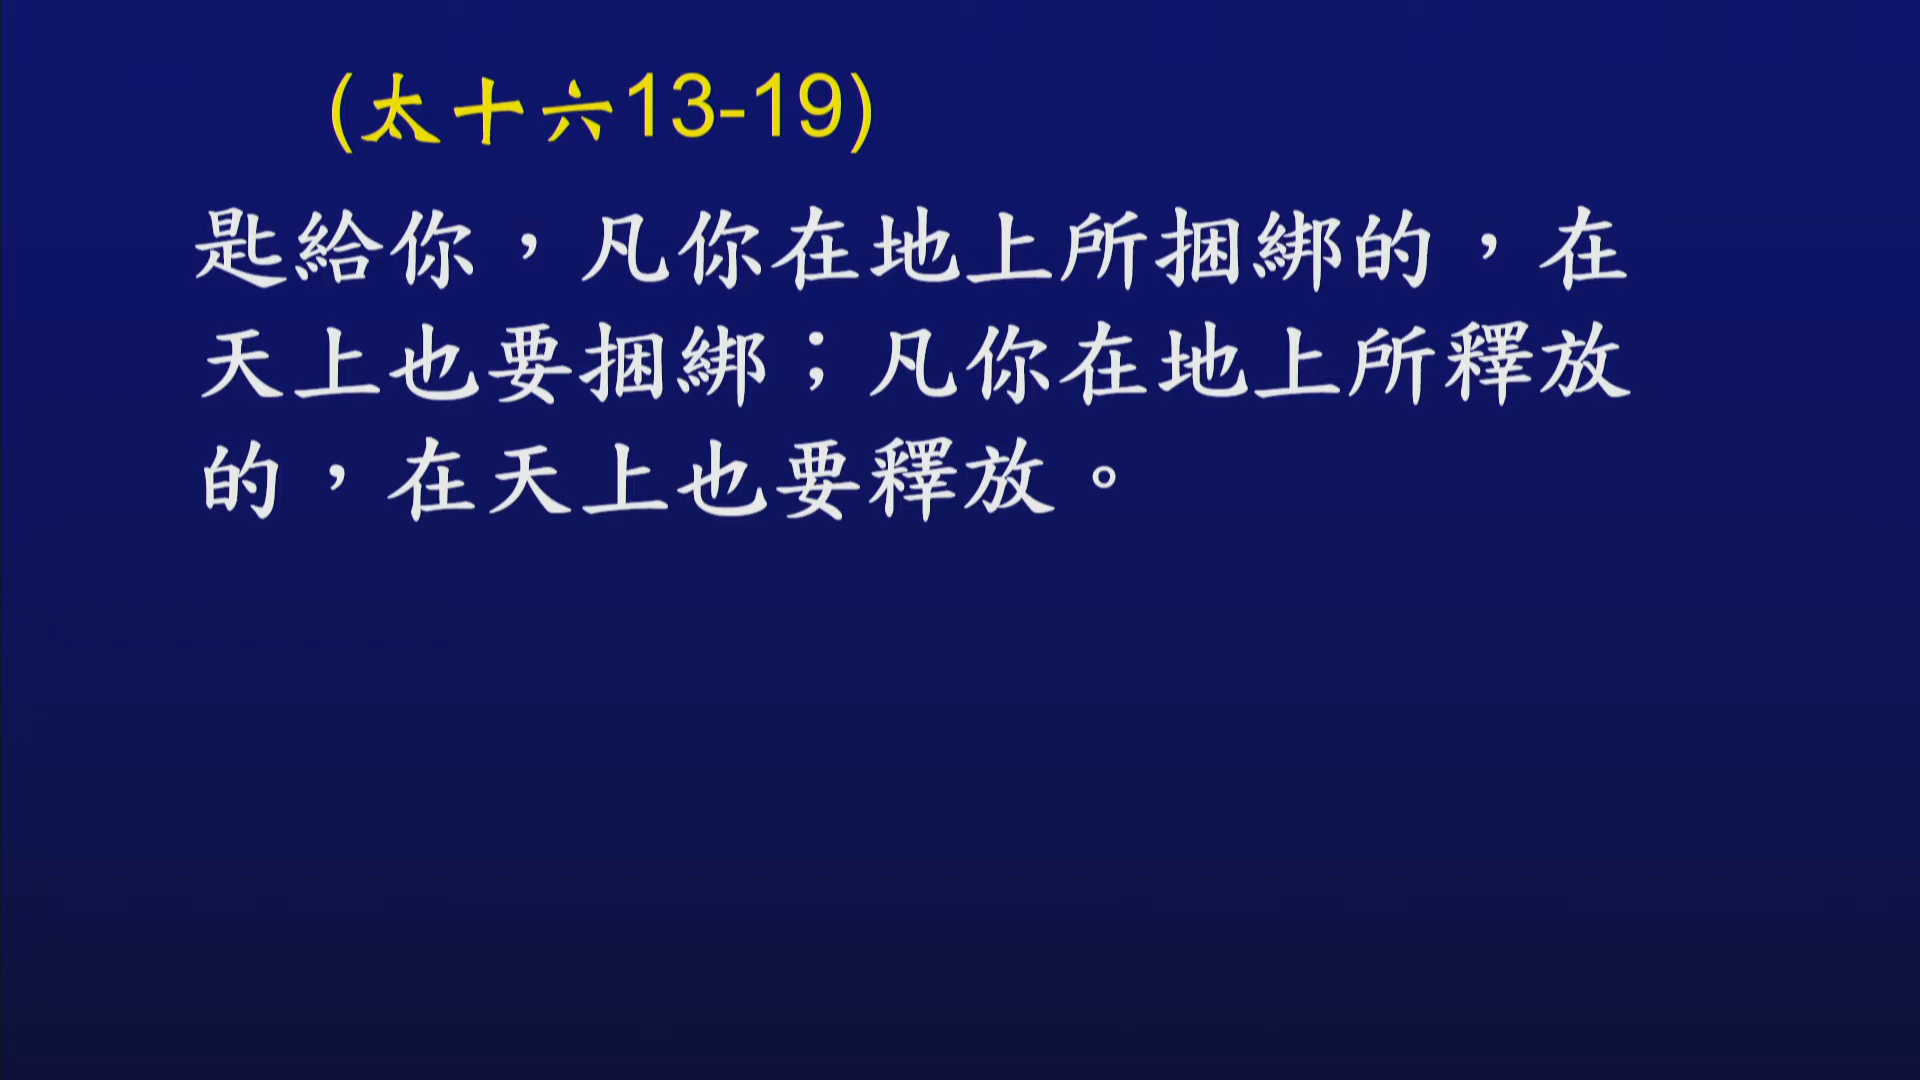 (太十六13-19)
匙給你，凡你在地上所捆綁的，在
天上也要捆綁；凡你在地上所釋放
的，在天上也要釋放。